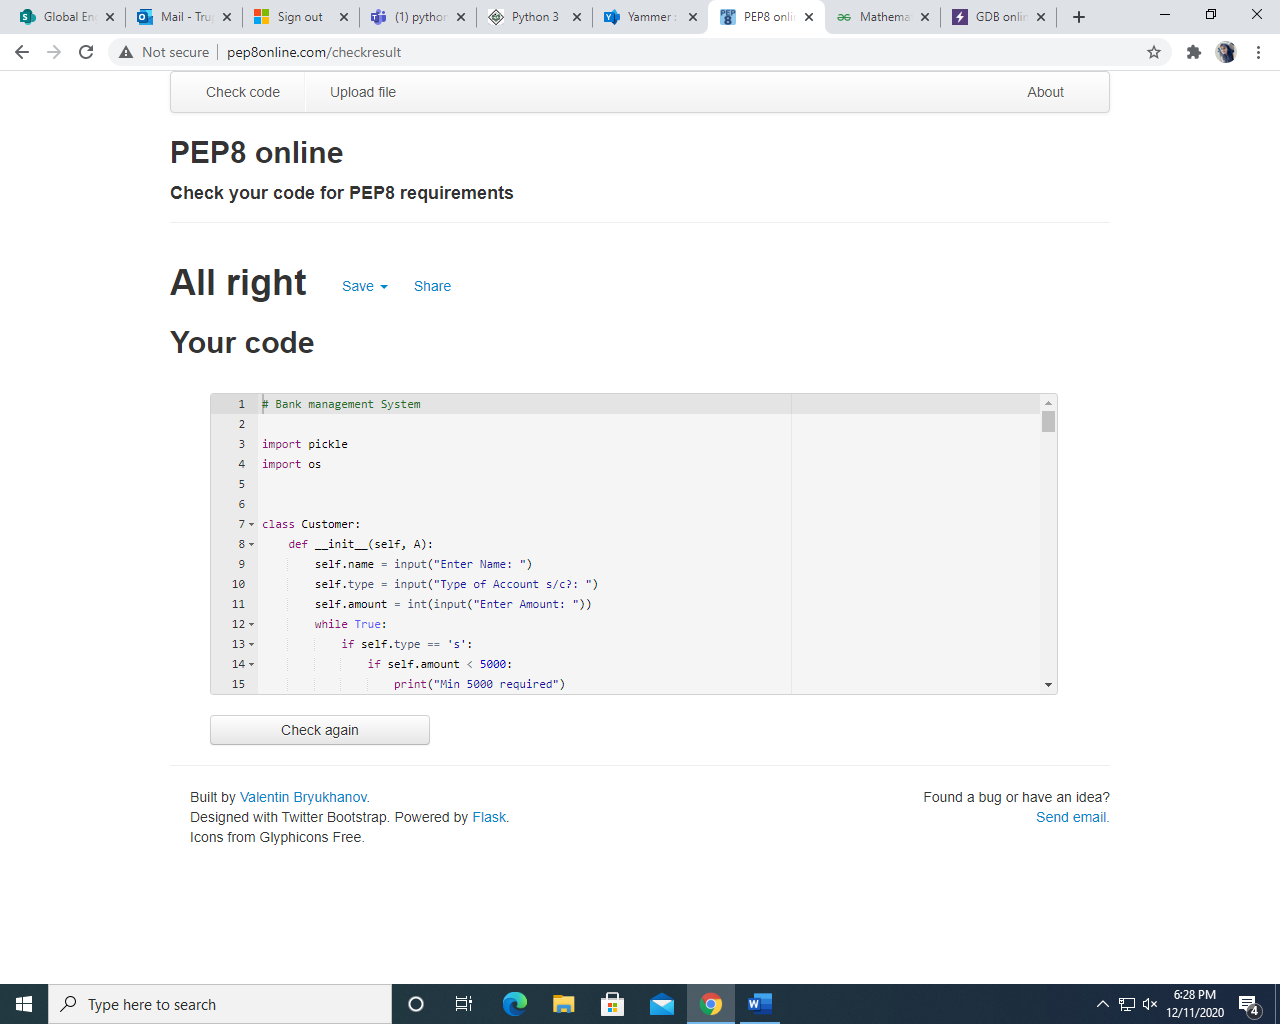 Global En
Mail - Tru
Sign out
(1) python
Python 3
Yammer :
PEP8 onlin
Mathema
GDB onlin
Not secure
pep8online.com/checkresult
Check code
Upload file
About
PEP8 online
Check your code for PEP8 requirements
All right
Save
Share
Your code
1 # Bank management System
2
3 import pickle
4 import os
5
6
7 class Customer:
8 def __init__(self, A):
9 self.name = input("Enter Name: ")
10 self.type = input("Type of Account s/c?: ")
11 self.amount = int(input("Enter Amount: "))
12 while True:
13 if self.type == 's':
14 if self.amount < 5000:
15 print("Min 5000 required")
Check again
Built by Valentin Bryukhanov.
Designed with Twitter Bootstrap. Powered by Flask.
Icons from Glyphicons Free.
Found a bug or have an idea?
Send email.
Type here to search
6:28 PM
12/11/2020
4